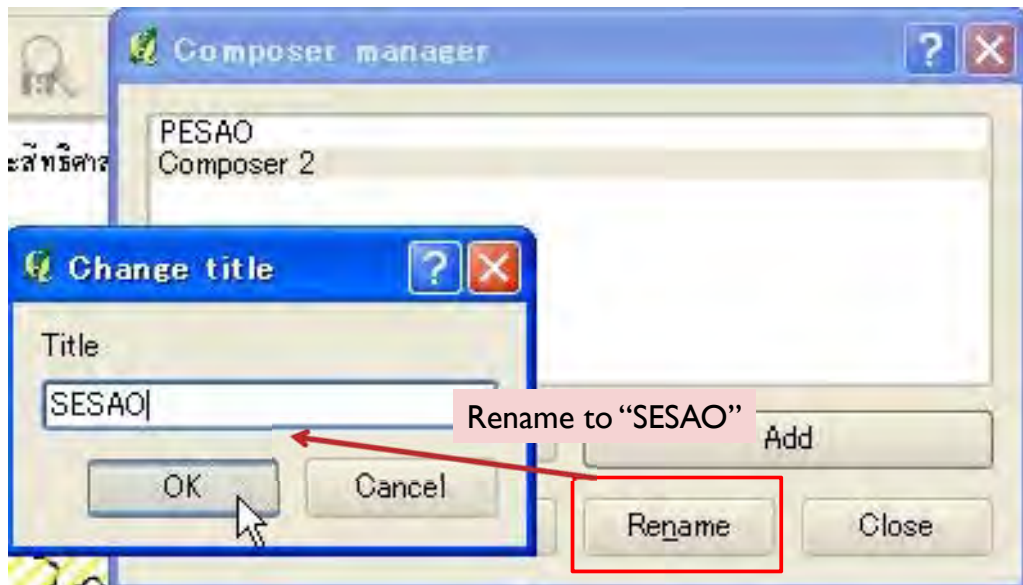 Composer manager
PESAO
Composer 2
Change title
Title
SESAO
Rename to “SESAO”
Add
OK
Cancel
Rename
Close